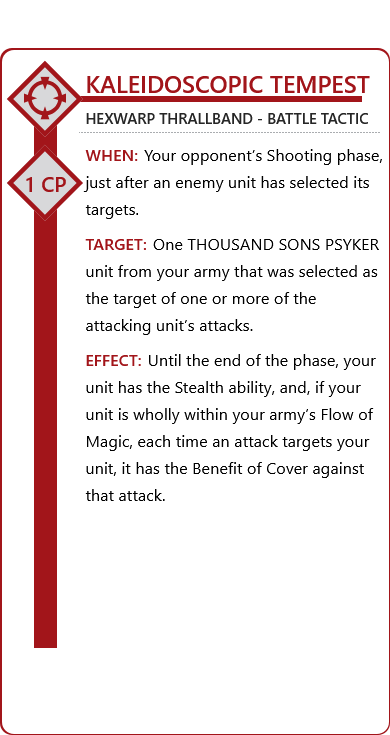 KALEIDOSCOPIC TEMPEST
HEXWARP THRALLBAND - BATTLE TACTIC
WHEN: Your opponent’s Shooting phase,
1 CP
just after an enemy unit has selected its
targets.
TARGET: One THOUSAND SONS PSYKER
unit from your army that was selected as
the target of one or more of the
attacking unit’s attacks.
EFFECT: Until the end of the phase, your
unit has the Stealth ability, and, if your
unit is wholly within your army’s Flow of
Magic, each time an attack targets your
unit, it has the Benefit of Cover against
that attack.